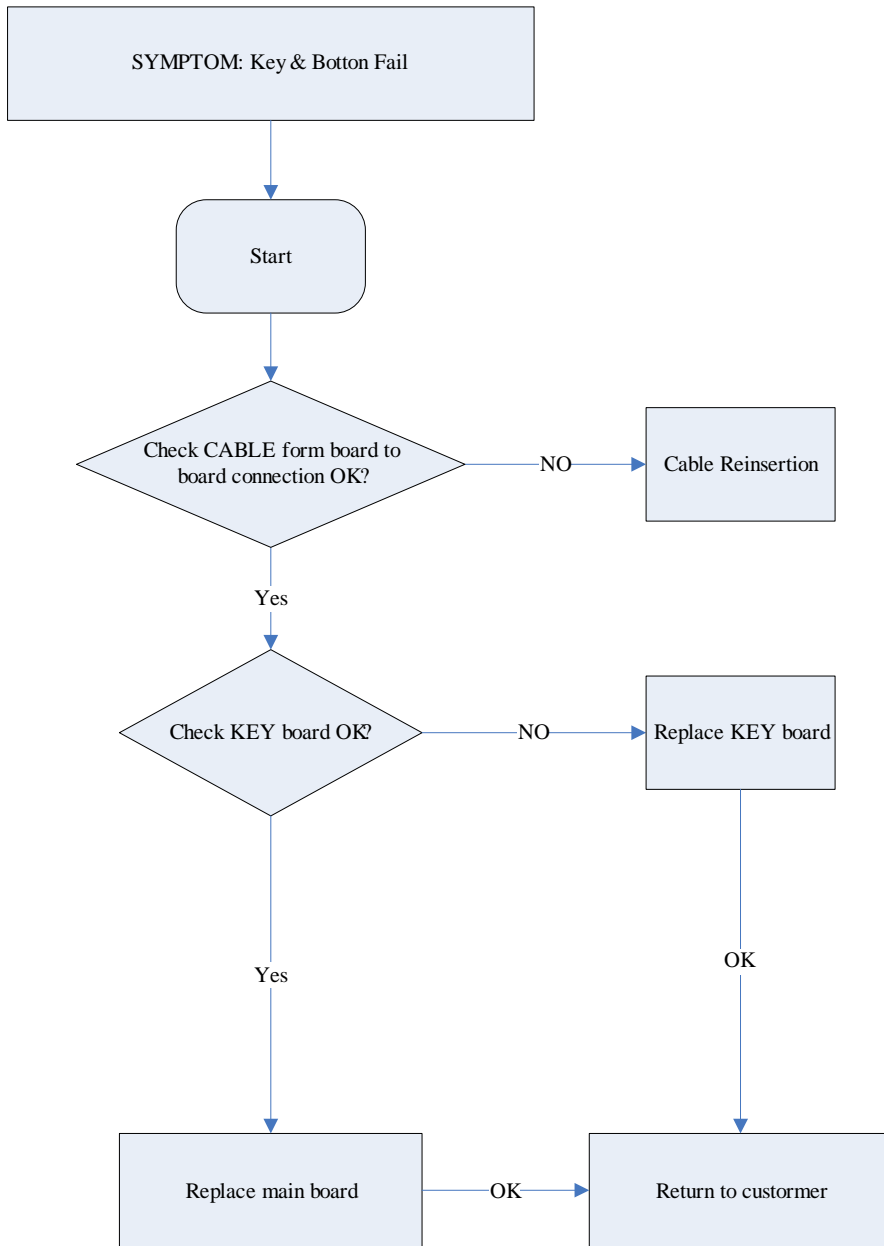 SYMPTOM: Key & Botton Fail
Start
Check CABLE form board to
board connection OK?
NO
Cable Reinsertion
Yes
Check KEY board OK?
NO
Replace KEY board
Yes
OK
Replace main board
OK
Return to custormer